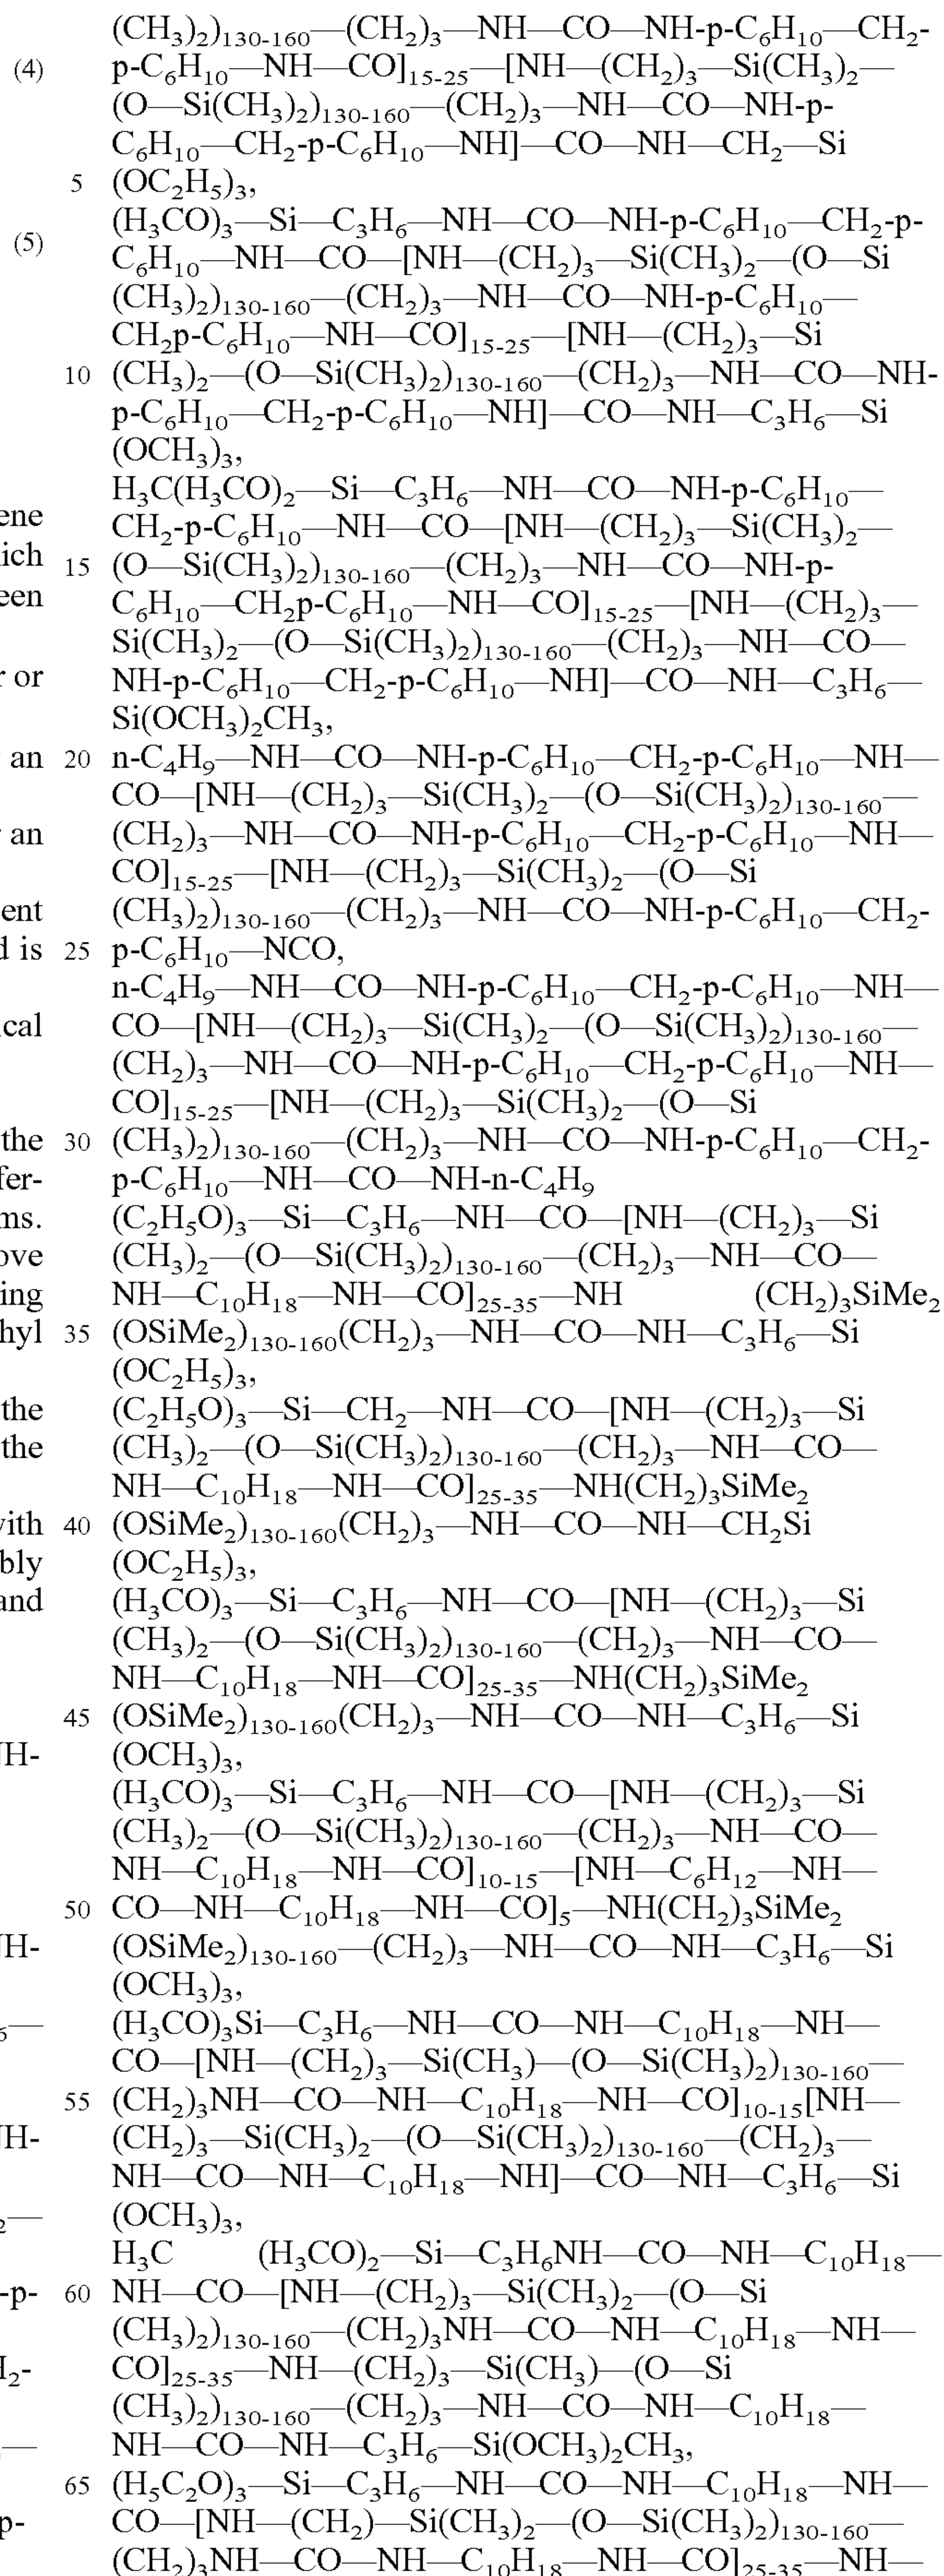 (CH₃)₂)₁₃₀₋₁₆₀—(CH₂)₃—NH—CO—NH-p-C₆H₁₀—CH₂-
(4) p-C₆H₁₀—NH—CO]₁₅₋₂₅—[NH—(CH₂)₃—Si(CH₃)₂—
(O—Si(CH₃)₂)₁₃₀₋₁₆₀—(CH₂)₃—NH—CO—NH-p-
C₆H₁₀—CH₂-p-C₆H₁₀—NH]—CO—NH—CH₂—Si
5 (OC₂H₅)₃,
(H₃CO)₃—Si—C₃H₆—NH—CO—NH-p-C₆H₁₀—CH₂-p-
(5) C₆H₁₀—NH—CO—[NH—(CH₂)₃—Si(CH₃)₂—(O—Si
(CH₃)₂)₁₃₀₋₁₆₀—(CH₂)₃—NH—CO—NH-p-C₆H₁₀—
CH₂p-C₆H₁₀—NH—CO]₁₅₋₂₅—[NH—(CH₂)₃—Si
10 (CH₃)₂—(O—Si(CH₃)₂)₁₃₀₋₁₆₀—(CH₂)₃—NH—CO—NH-
p-C₆H₁₀—CH₂-p-C₆H₁₀—NH]—CO—NH—C₃H₆—Si
(OCH₃)₃,
H₃C(H₃CO)₂—Si—C₃H₆—NH—CO—NH-p-C₆H₁₀—
ene CH₂-p-C₆H₁₀—NH—CO—[NH—(CH₂)₃—Si(CH₃)₂—
ich 15 (O—Si(CH₃)₂)₁₃₀₋₁₆₀—(CH₂)₃—NH—CO—NH-p-
een C₆H₁₀—CH₂p-C₆H₁₀—NH—CO]₁₅₋₂₅—[NH—(CH₂)₃—
Si(CH₃)₂—(O—Si(CH₃)₂)₁₃₀₋₁₆₀—(CH₂)₃—NH—CO—
r or NH-p-C₆H₁₀—CH₂-p-C₆H₁₀—NH]—CO—NH—C₃H₆—
Si(OCH₃)₂CH₃,
an 20 n-C₄H₉—NH—CO—NH-p-C₆H₁₀—CH₂-p-C₆H₁₀—NH—
CO—[NH—(CH₂)₃—Si(CH₃)₂—(O—Si(CH₃)₂)₁₃₀₋₁₆₀—
an (CH₂)₃—NH—CO—NH-p-C₆H₁₀—CH₂-p-C₆H₁₀—NH—
CO]₁₅₋₂₅—[NH—(CH₂)₃—Si(CH₃)₂—(O—Si
ent (CH₃)₂)₁₃₀₋₁₆₀—(CH₂)₃—NH—CO—NH-p-C₆H₁₀—CH₂-
d is 25 p-C₆H₁₀—NCO,
n-C₄H₉—NH—CO—NH-p-C₆H₁₀—CH₂-p-C₆H₁₀—NH—
ical CO—[NH—(CH₂)₃—Si(CH₃)₂—(O—Si(CH₃)₂)₁₃₀₋₁₆₀—
(CH₂)₃—NH—CO—NH-p-C₆H₁₀—CH₂-p-C₆H₁₀—NH—
CO]₁₅₋₂₅—[NH—(CH₂)₃—Si(CH₃)₂—(O—Si
the 30 (CH₃)₂)₁₃₀₋₁₆₀—(CH₂)₃—NH—CO—NH-p-C₆H₁₀—CH₂-
fer- p-C₆H₁₀—NH—CO—NH-n-C₄H₉
ms. (C₂H₅O)₃—Si—C₃H₆—NH—CO—[NH—(CH₂)₃—Si
ove (CH₃)₂—(O—Si(CH₃)₂)₁₃₀₋₁₆₀—(CH₂)₃—NH—CO—
ing NH—C₁₀H₁₈—NH—CO]₂₅₋₃₅—NH (CH₂)₃SiMe₂
hyl 35 (OSiMe₂)₁₃₀₋₁₆₀(CH₂)₃—NH—CO—NH—C₃H₆—Si
(OC₂H₅)₃,
the (C₂H₅O)₃—Si—CH₂—NH—CO—[NH—(CH₂)₃—Si
the (CH₃)₂—(O—Si(CH₃)₂)₁₃₀₋₁₆₀—(CH₂)₃—NH—CO—
NH—C₁₀H₁₈—NH—CO]₂₅₋₃₅—NH(CH₂)₃SiMe₂
with 40 (OSiMe₂)₁₃₀₋₁₆₀(CH₂)₃—NH—CO—NH—CH₂Si
bly (OC₂H₅)₃,
and (H₃CO)₃—Si—C₃H₆—NH—CO—[NH—(CH₂)₃—Si
(CH₃)₂—(O—Si(CH₃)₂)₁₃₀₋₁₆₀—(CH₂)₃—NH—CO—
NH—C₁₀H₁₈—NH—CO]₂₅₋₃₅—NH(CH₂)₃SiMe₂
45 (OSiMe₂)₁₃₀₋₁₆₀(CH₂)₃—NH—CO—NH—C₃H₆—Si
NH- (OCH₃)₃,
(H₃CO)₃—Si—C₃H₆—NH—CO—[NH—(CH₂)₃—Si
(CH₃)₂—(O—Si(CH₃)₂)₁₃₀₋₁₆₀—(CH₂)₃—NH—CO—
NH—C₁₀H₁₈—NH—CO]₁₀₋₁₅—[NH—C₆H₁₂—NH—
50 CO—NH—C₁₀H₁₈—NH—CO]₅—NH(CH₂)₃SiMe₂
NH- (OSiMe₂)₁₃₀₋₁₆₀—(CH₂)₃—NH—CO—NH—C₃H₆—Si
(OCH₃)₃,
₆— (H₃CO)₃Si—C₃H₆—NH—CO—NH—C₁₀H₁₈—NH—
CO—[NH—(CH₂)₃—Si(CH₃)—(O—Si(CH₃)₂)₁₃₀₋₁₆₀—
55 (CH₂)₃NH—CO—NH—C₁₀H₁₈—NH—CO]₁₀₋₁₅[NH—
NH- (CH₂)₃—Si(CH₃)₂—(O—Si(CH₃)₂)₁₃₀₋₁₆₀—(CH₂)₃—
NH—CO—NH—C₁₀H₁₈—NH]—CO—NH—C₃H₆—Si
₂— (OCH₃)₃,
H₃C (H₃CO)₂—Si—C₃H₆NH—CO—NH—C₁₀H₁₈—
-p- 60 NH—CO—[NH—(CH₂)₃—Si(CH₃)₂—(O—Si
(CH₃)₂)₁₃₀₋₁₆₀—(CH₂)₃NH—CO—NH—C₁₀H₁₈—NH—
H₂- CO]₂₅₋₃₅—NH—(CH₂)₃—Si(CH₃)—(O—Si
(CH₃)₂)₁₃₀₋₁₆₀—(CH₂)₃—NH—CO—NH—C₁₀H₁₈—
— NH—CO—NH—C₃H₆—Si(OCH₃)₂CH₃,
65 (H₅C₂O)₃—Si—C₃H₆—NH—CO—NH—C₁₀H₁₈—NH—
p- CO—[NH—(CH₂)—Si(CH₃)₂—(O—Si(CH₃)₂)₁₃₀₋₁₆₀—
(CH₂)₃NH—CO—NH—C₁₀H₁₈—NH—CO]₂₅₋₃₅—NH—